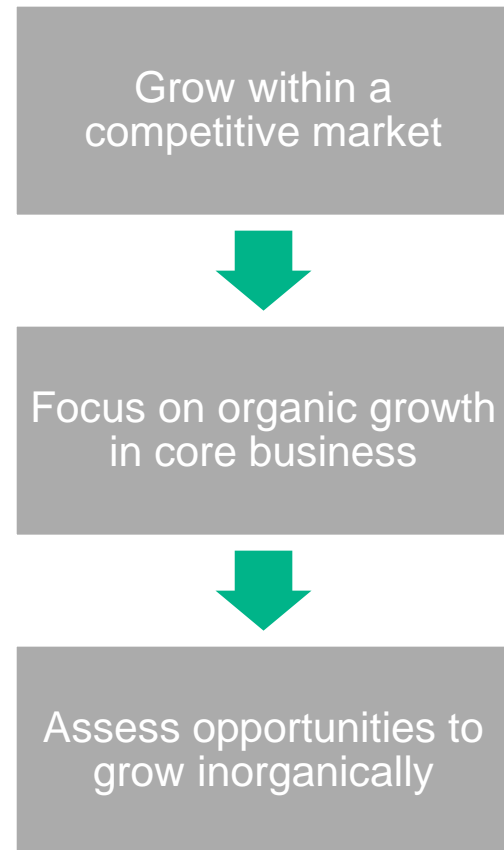 Grow within a
competitive market
Focus on organic growth
in core business
Assess opportunities to
grow inorganically